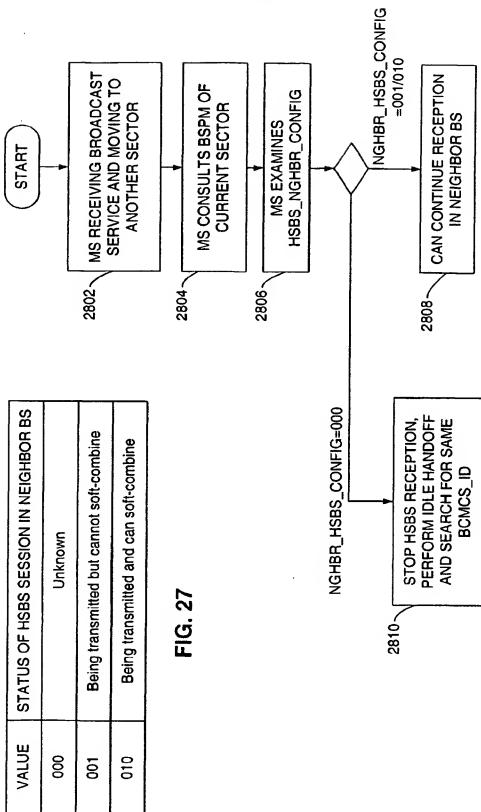 VALUE
STATUS OF HSBS SESSION IN NEIGHBOR BS
000
Unknown
001
Being transmitted but cannot soft-combine
010
Being transmitted and can soft-combine
FIG. 27
START
MS RECEIVING BROADCAST
SERVICE AND MOVING TO
ANOTHER SECTOR
2802
MS CONSULTS BSPM OF
CURRENT SECTOR
2804
MS EXAMINES
HSBS_NGHBR_CONFIG
2806
NGHBR_HSBS_CONFIG
=001/010
NGHBR_HSBS_CONFIG=000
CAN CONTINUE RECEPTION
IN NEIGHBOR BS
2808
STOP HSBS RECEPTION,
PERFORM IDLE HANDOFF
AND SEARCH FOR SAME
BCMCS_ID
2810